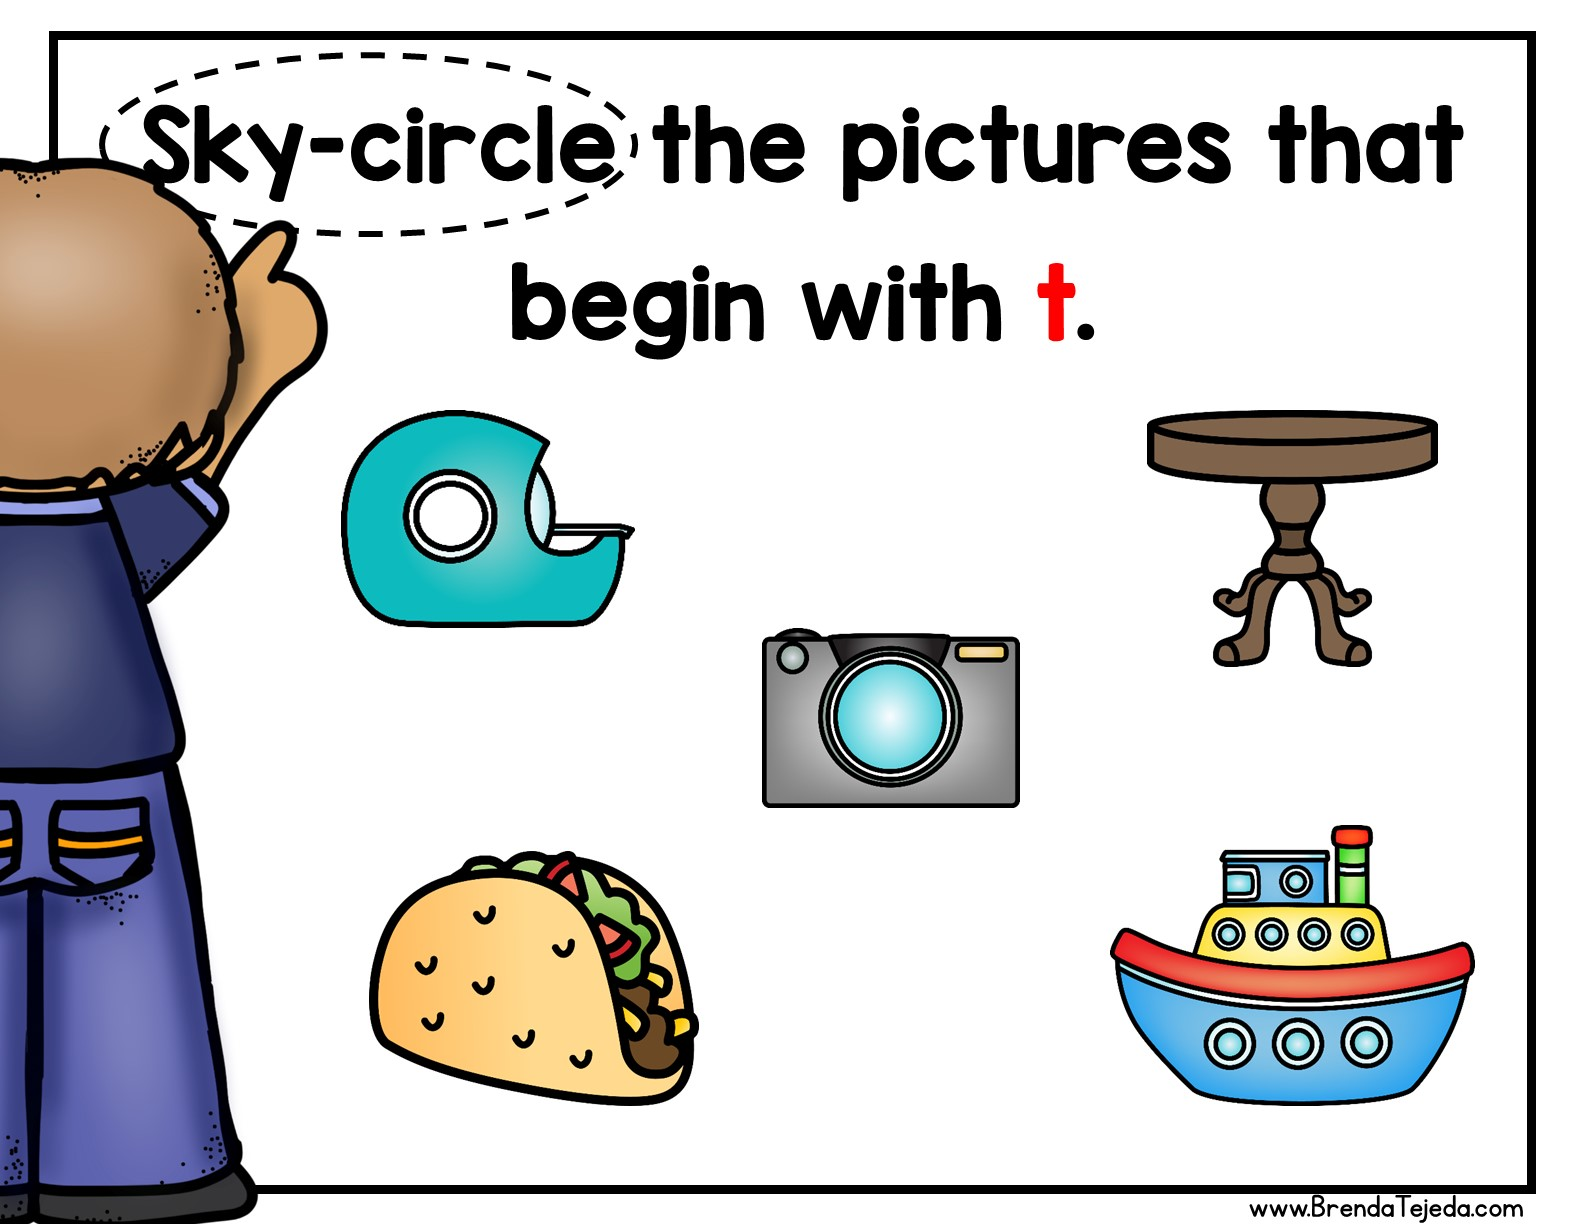 Sky-circle the pictures that
begin with t.
www.BrendaTejeda.com